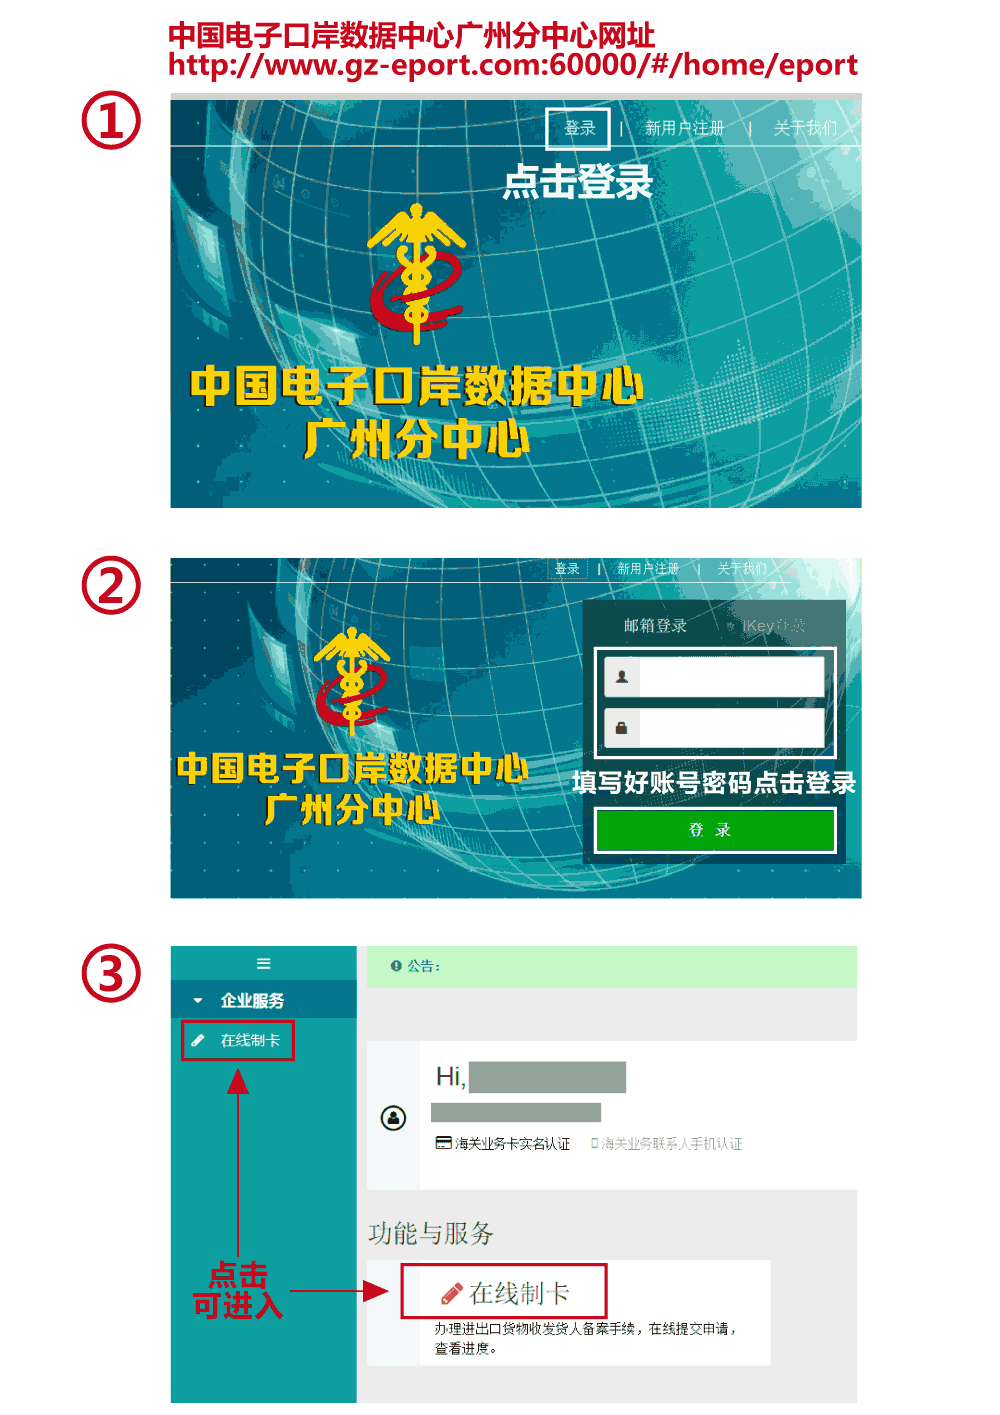 中国电子口岸数据中心广州分中心网址
http://www.gz-eport.com:60000/#/home/eport
①
登录 | 新用户注册 | 关于我们
点击登录
中国电子口岸数据中心
广州分中心
②
登录 | 新用户注册 | 关于我们
邮箱登录 IKey登录
中国电子口岸数据中心
广州分中心
填写好账号密码点击登录
登 录
③
公告：
企业服务
在线制卡
Hi,
海关业务卡实名认证 海关业务联系人手机认证
功能与服务
点击
可进入
在线制卡
办理进出口货物收发货人备案手续，在线提交申请，
查看进度。